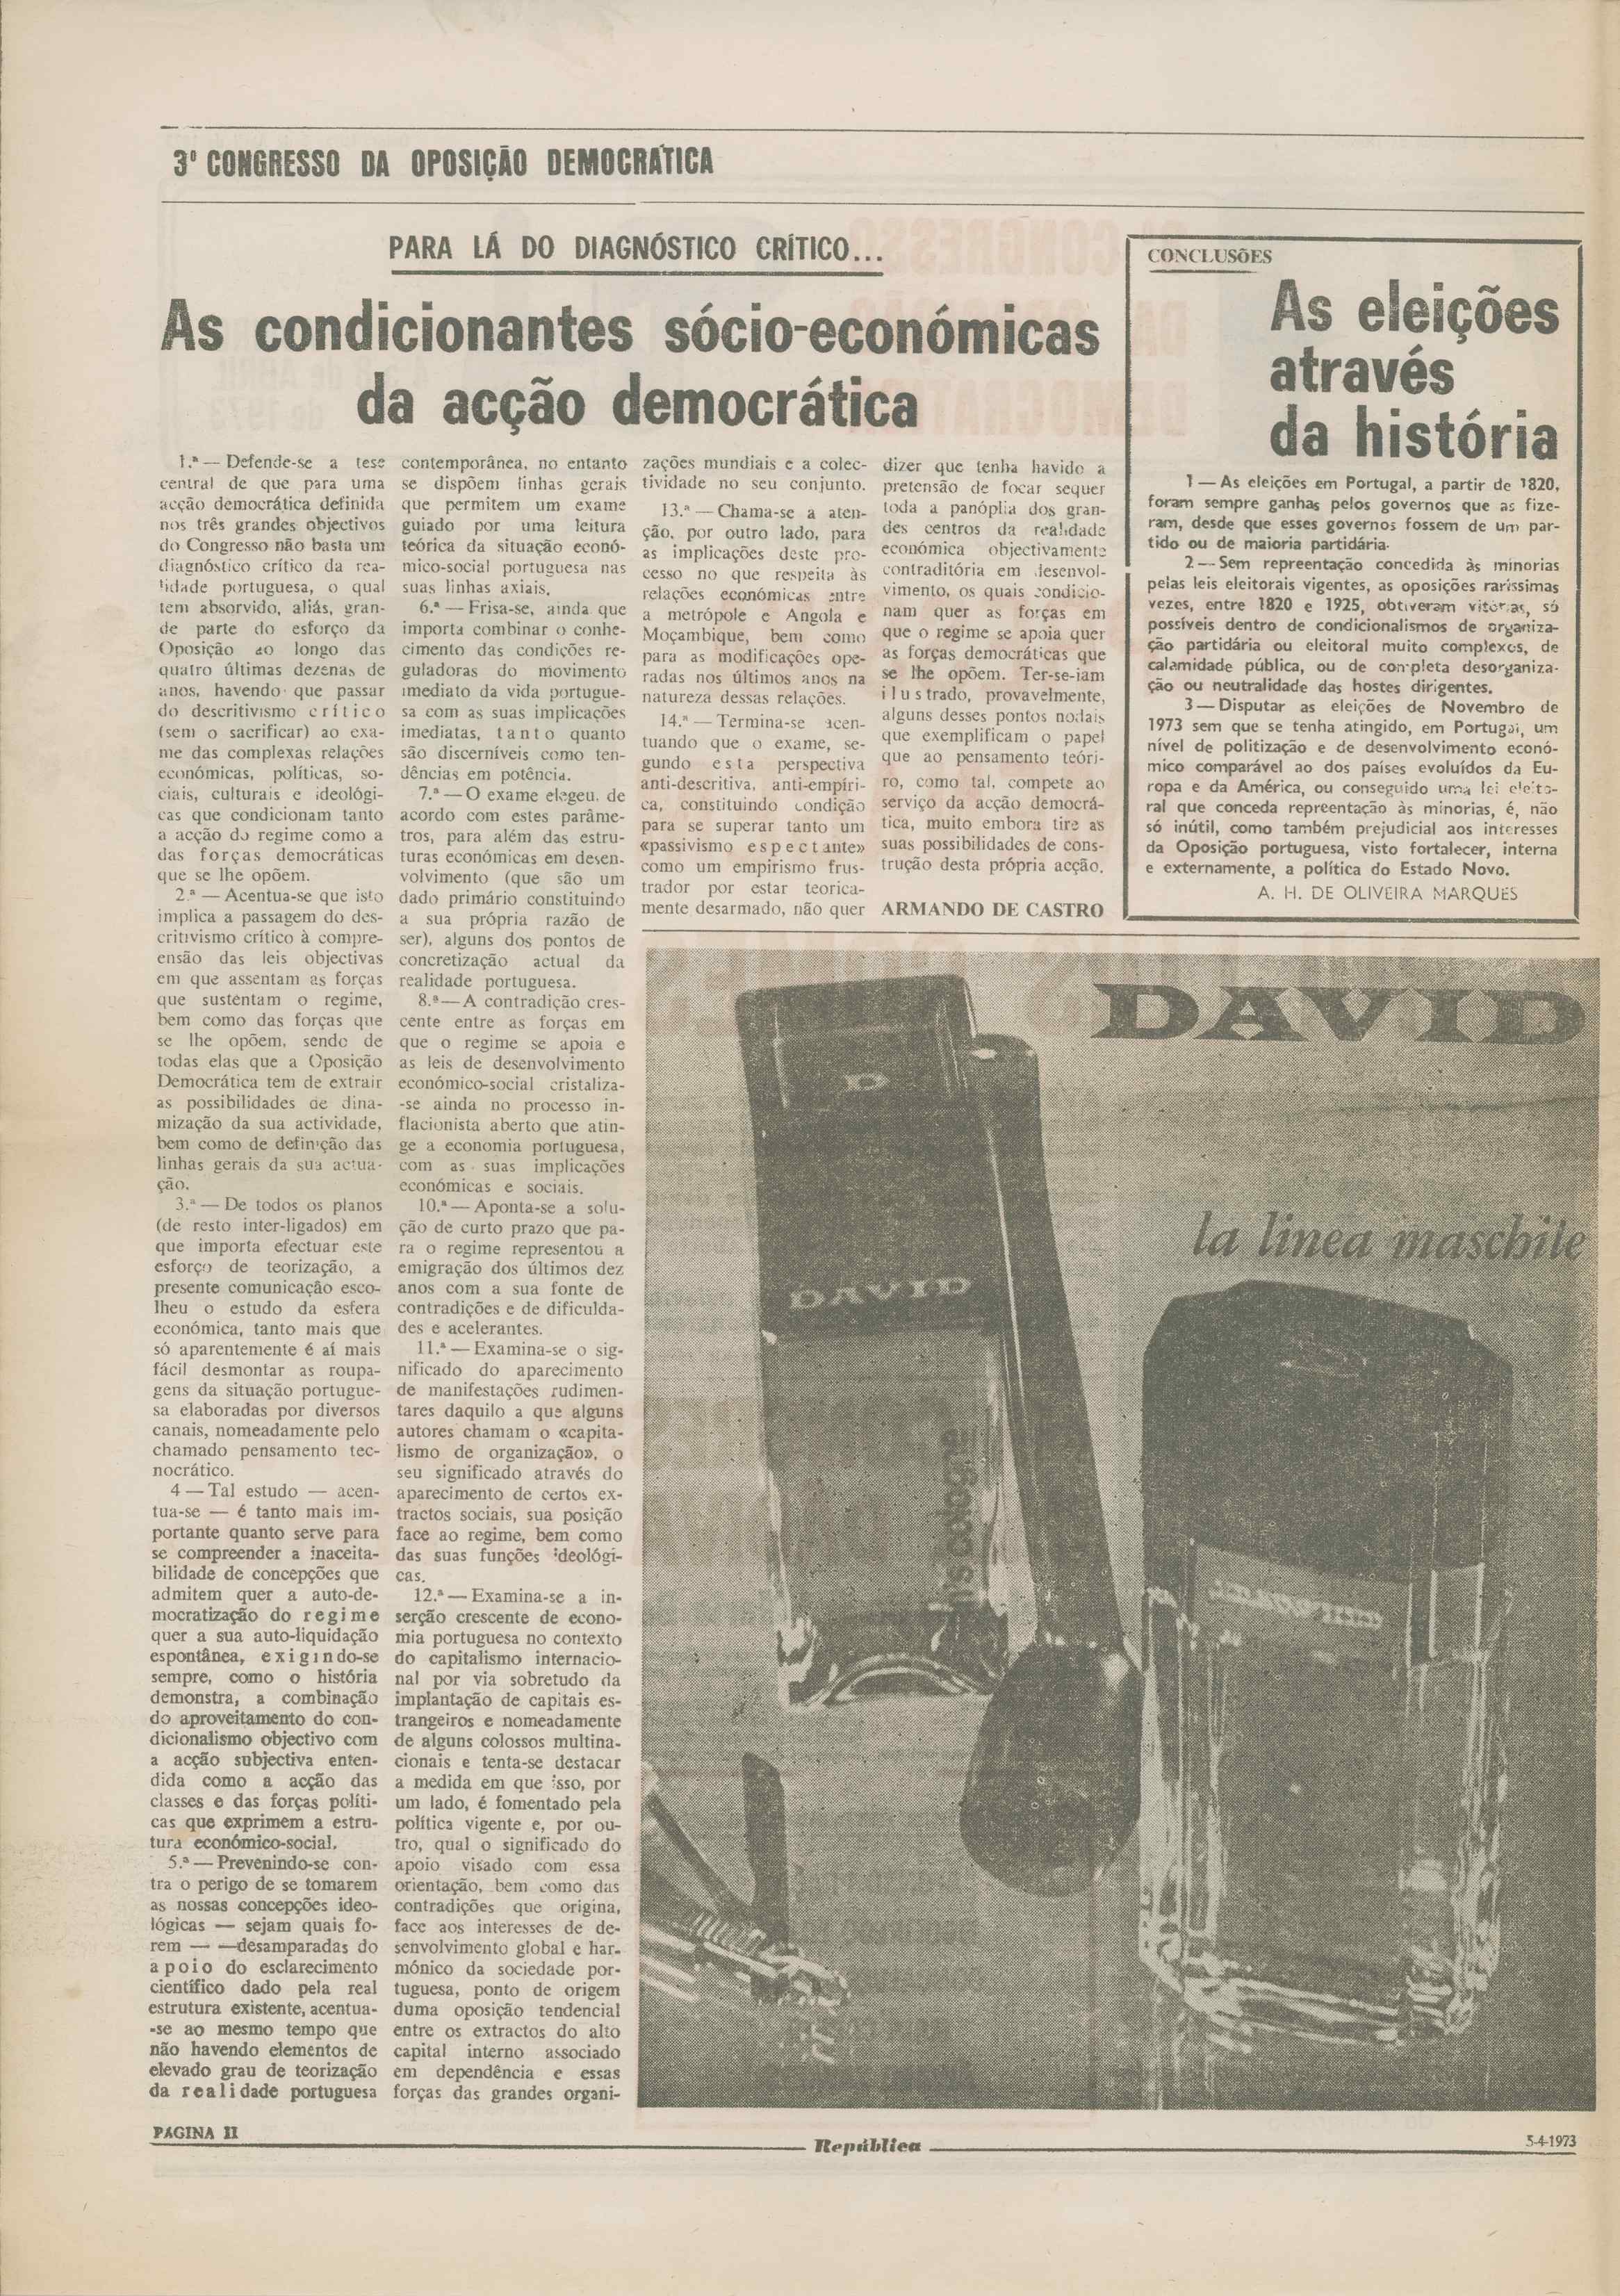 3º CONGRESSO DA OPOSIÇÃO DEMOCRÁTICA
PARA LÁ DO DIAGNÓSTICO CRÍTICO...
As condicionantes sócio-económicas
da acção democrática
1.ª — Defende-se a tese
central de que para uma
acção democrática definida
nos três grandes objectivos
do Congresso não basta um
diagnóstico crítico da rea-
lidade portuguesa, o qual
tem absorvido, aliás, gran-
de parte do esforço da
Oposição ao longo das
quatro últimas dezenas de
anos, havendo que passar
do descritivismo crítico
(sem o sacrificar) ao exa-
me das complexas relações
económicas, políticas, so-
ciais, culturais e ideológi-
cas que condicionam tanto
a acção do regime como a
das forças democráticas
que se lhe opõem.
2.ª — Acentua-se que isto
implica a passagem do des-
critivismo crítico à compre-
ensão das leis objectivas
em que assentam as forças
que sustentam o regime,
bem como das forças que
se lhe opõem, sendo de
todas elas que a Oposição
Democrática tem de extrair
as possibilidades de dina-
mização da sua actividade,
bem como de definição das
linhas gerais da sua actua-
ção.
3.ª — De todos os planos
(de resto inter-ligados) em
que importa efectuar este
esforço de teorização, a
presente comunicação esco-
lheu o estudo da esfera
económica, tanto mais que
só aparentemente é aí mais
fácil desmontar as roupa-
gens da situação portugue-
sa elaboradas por diversos
canais, nomeadamente pelo
chamado pensamento tec-
nocrático.
4 — Tal estudo — acen-
tua-se — é tanto mais im-
portante quanto serve para
se compreender a inaceita-
bilidade de concepções que
admitem quer a auto-de-
mocratização do regime
quer a sua auto-liquidação
espontânea, exigindo-se
sempre, como o história
demonstra, a combinação
do aproveitamento do con-
dicionalismo objectivo com
a acção subjectiva enten-
dida como a acção das
classes e das forças políti-
cas que exprimem a estru-
tura económico-social.
5.ª — Prevenindo-se con-
tra o perigo de se tomarem
as nossas concepções ideo-
lógicas — sejam quais fo-
rem — —desamparadas do
apoio do esclarecimento
científico dado pela real
estrutura existente, acentua-
-se ao mesmo tempo que
não havendo elementos de
elevado grau de teorização
da realidade portuguesa
contemporânea, no entanto
se dispõem linhas gerais
que permitem um exame
guiado por uma leitura
teórica da situação econó-
mico-social portuguesa nas
suas linhas axiais.
6.ª — Frisa-se, ainda que
importa combinar o conhe-
cimento das condições re-
guladoras do movimento
imediato da vida portugue-
sa com as suas implicações
imediatas, tanto quanto
são discerníveis como ten-
dências em potência.
7.ª — O exame elegeu, de
acordo com estes parâme-
tros, para além das estru-
turas económicas em desen-
volvimento (que são um
dado primário constituindo
a sua própria razão de
ser), alguns dos pontos de
concretização actual da
realidade portuguesa.
8.ª — A contradição cres-
cente entre as forças em
que o regime se apoia e
as leis de desenvolvimento
económico-social cristaliza-
-se ainda no processo in-
flacionista aberto que atin-
ge a economia portuguesa,
com as suas implicações
económicas e sociais.
10.ª — Aponta-se a solu-
ção de curto prazo que pa-
ra o regime representou a
emigração dos últimos dez
anos com a sua fonte de
contradições e de dificulda-
des e acelerantes.
11.ª — Examina-se o sig-
nificado do aparecimento
de manifestações rudimen-
tares daquilo a que alguns
autores chamam o «capita-
lismo de organização», o
seu significado através do
aparecimento de certos ex-
tractos sociais, sua posição
face ao regime, bem como
das suas funções ideológi-
cas.
12.ª — Examina-se a in-
serção crescente de econo-
mia portuguesa no contexto
do capitalismo internacio-
nal por via sobretudo da
implantação de capitais es-
trangeiros e nomeadamente
de alguns colossos multina-
cionais e tenta-se destacar
a medida em que isso, por
um lado, é fomentado pela
política vigente e, por ou-
tro, qual o significado do
apoio visado com essa
orientação, bem como das
contradições que origina,
face aos interesses de de-
senvolvimento global e har-
mónico da sociedade por-
tuguesa, ponto de origem
duma oposição tendencial
entre os extractos do alto
capital interno associado
em dependência e essas
forças das grandes organi-
zações mundiais e a colec-
tividade no seu conjunto.
13.ª — Chama-se a aten-
ção, por outro lado, para
as implicações deste pro-
cesso no que respeita às
relações económicas entre
a metrópole e Angola e
Moçambique, bem como
para as modificações ope-
radas nos últimos anos na
natureza dessas relações.
14.ª — Termina-se acen-
tuando que o exame, se-
gundo esta perspectiva
anti-descritiva, anti-empíri-
ca, constituindo condição
para se superar tanto um
«passivismo espectante»
como um empirismo frus-
trador por estar teorica-
mente desarmado, não quer
dizer que tenha havido a
pretensão de focar sequer
toda a panóplia dos gran-
des centros da realidade
económica objectivamente
contraditória em desenvol-
vimento, os quais condicio-
nam quer as forças em
que o regime se apoia quer
as forças democráticas que
se lhe opõem. Ter-se-iam
ilustrado, provavelmente,
alguns desses pontos nodais
que exemplificam o papel
que ao pensamento teóri-
ro, como tal, compete ao
serviço da acção democrá-
tica, muito embora tire as
suas possibilidades de cons-
trução desta própria acção.
ARMANDO DE CASTRO
CONCLUSÕES
As eleições
através
da história
1 — As eleições em Portugal, a partir de 1820,
foram sempre ganhas pelos governos que as fize-
ram, desde que esses governos fossem de um par-
tido ou de maioria partidária.
2 — Sem repreentação concedida às minorias
pelas leis eleitorais vigentes, as oposições raríssimas
vezes, entre 1820 e 1925, obtiveram vitórias, só
possíveis dentro de condicionalismos de organiza-
ção partidária ou eleitoral muito complexos, de
calamidade pública, ou de completa desorganiza-
ção ou neutralidade das hostes dirigentes.
3 — Disputar as eleições de Novembro de
1973 sem que se tenha atingido, em Portugal, um
nível de politização e de desenvolvimento econó-
mico comparável ao dos países evoluídos da Eu-
ropa e da América, ou conseguido uma lei eleito-
ral que conceda repreentação às minorias, é, não
só inútil, como também prejudicial aos interesses
da Oposição portuguesa, visto fortalecer, interna
e externamente, a política do Estado Novo.
A. H. DE OLIVEIRA MARQUES
DAVID
la linea maschile
D
DAVID
cologne
PÁGINA II
República
5-4-1973